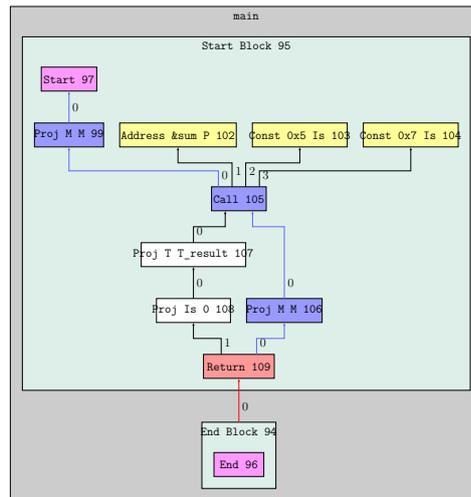 main
Start Block 95
Start 97
0
Proj M M 99
Address &sum P 102
Const 0x5 Is 103
Const 0x7 Is 104
0
1
2
3
Call 105
0
Proj T T_result 107
0
0
Proj Is 0 108
Proj M M 106
1
0
Return 109
0
End Block 94
End 96